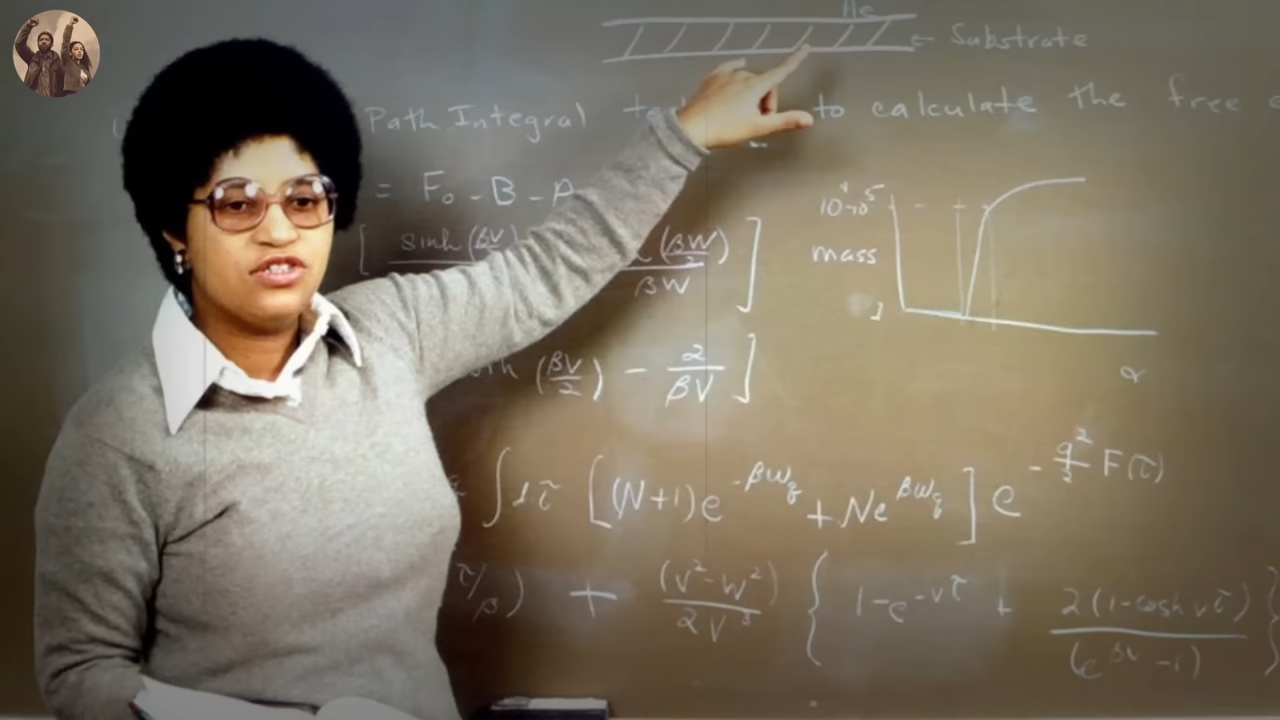 He
← Substrate
Path Integral to calculate the free
= F₀ - B - A
10⁴-10⁵
[ sinh (βV (βW/2) / βW ]
mass
1
(βV/2) - 2/βV ]
α
∫dτ [(N+1)e^-βω_q + Ne^βω_q ] e^-q²/2 F(τ)
τ/β) + (V²-W²)/2V³ { 1-e^-vτ + 2(1-cosh vτ)/(e^βv -1) }